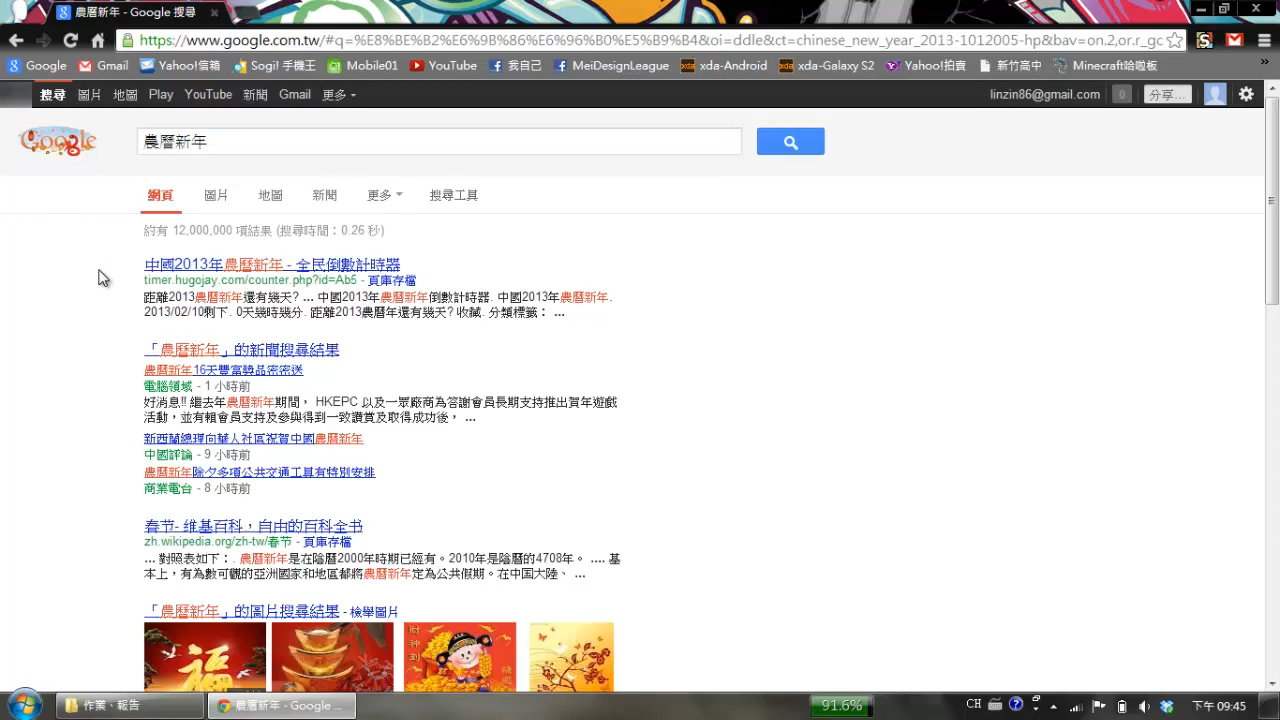 農曆新年 - Google 搜尋
https://www.google.com.tw/#q=%E8%BE%B2%E6%9B%86%E6%96%B0%E5%B9%B4&oi=ddle&ct=chinese_new_year_2013-1012005-hp&bav=on.2,or.r_gc
Google Gmail Yahoo!信箱 Sogi! 手機王 Mobile01 YouTube 我自己 MeiDesignLeague xda-Android xda-Galaxy S2 Yahoo!拍賣 新竹高中 Minecraft哈啦板
搜尋 圖片 地圖 Play YouTube 新聞 Gmail 更多 linzin86@gmail.com 0 分享...
Google 農曆新年
網頁 圖片 地圖 新聞 更多 搜尋工具
約有 12,000,000 項結果 (搜尋時間：0.26 秒)
中國2013年農曆新年 - 全民倒數計時器
timer.hugojay.com/counter.php?id=Ab5 - 頁庫存檔
距離2013農曆新年還有幾天? ... 中國2013年農曆新年倒數計時器. 中國2013年農曆新年.
2013/02/10剩下. 0天幾時幾分. 距離2013農曆年還有幾天? 收藏. 分類標籤： ...
「農曆新年」的新聞搜尋結果
農曆新年16天豐富獎品密密送
電腦領域 - 1 小時前
好消息!! 繼去年農曆新年期間， HKEPC 以及一眾廠商為答謝會員長期支持推出賀年遊戲
活動，並有賴會員支持及參與得到一致讚賞及取得成功後， ...
新西蘭總理向華人社區祝賀中國農曆新年
中國評論 - 9 小時前
農曆新年除夕多項公共交通工具有特別安排
商業電台 - 8 小時前
春节- 维基百科，自由的百科全书
zh.wikipedia.org/zh-tw/春节 - 頁庫存檔
... 對照表如下：. 農曆新年是在陰曆2000年時期已經有。2010年是陰曆的4708年。 .... 基
本上，有為數可觀的亞洲國家和地區都將農曆新年定為公共假期。在中国大陸、 ...
「農曆新年」的圖片搜尋結果 - 檢舉圖片
福
財神到
作業、報告 農曆新年 - Google ... 91.6% CH 下午 09:45